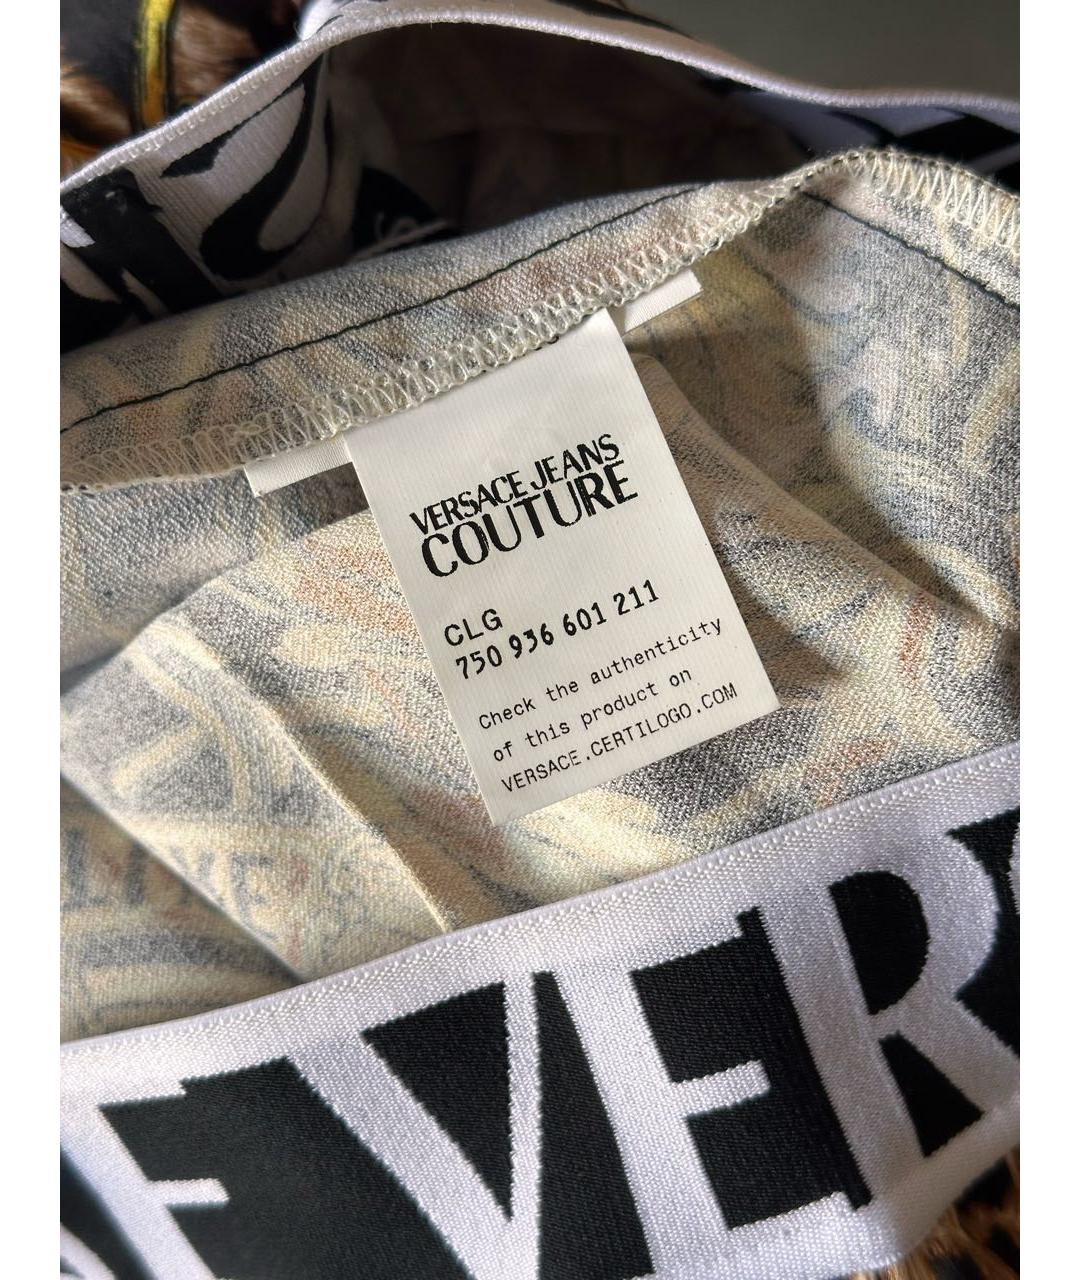 VERSACE JEANS
COUTURE
CLG
750 936 601 211
Check the authenticity
of this product on
VERSACE.CERTILOGO.COM
E VER